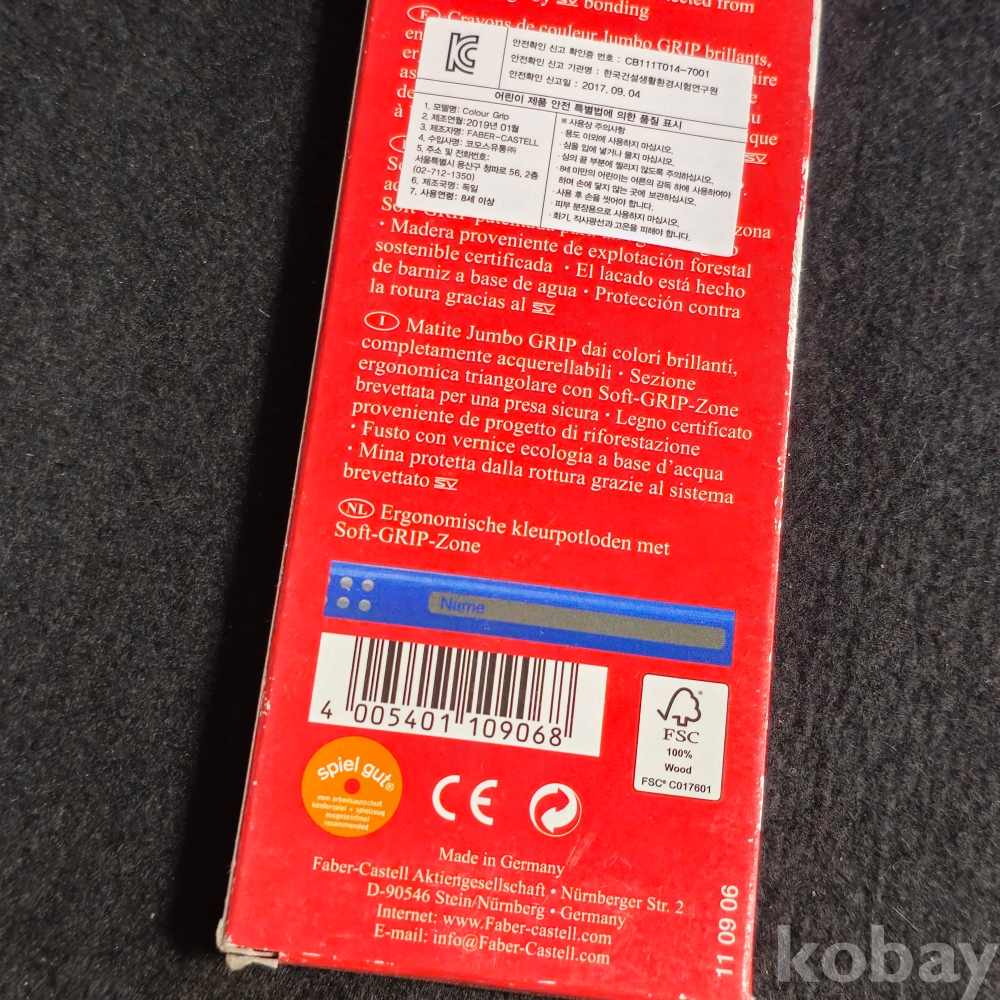 by SV bonding
F Crayons de couleur Jumbo GRIP brillants,
KC
안전확인 신고 확인증 번호 : CB111T014-7001
안전확인 신고 기관명 : 한국건설생활환경시험연구원
안전확인 신고일 : 2017. 09. 04
어린이 제품 안전 특별법에 의한 품질 표시
1. 모델명: Colour Grip
2. 제조연월:2019년 01월
3. 제조자명: FABER-CASTELL
4. 수입사명: 코모스유통㈜
5. 주소 및 전화번호:
서울특별시 용산구 청파로 56, 2층
(02-712-1350)
6. 제조국명: 독일
7. 사용연령: 8세 이상
※ 사용상 주의사항
· 용도 이외에 사용하지 마십시오.
· 심을 입에 넣거나 물지 마십시오.
· 심의 끝 부분에 찔리지 않도록 주의하십시오.
· 8세 미만의 어린이는 어른의 감독 하에 사용하여야
하며 손에 닿지 않는 곳에 보관하십시오.
· 사용 후 손을 씻어야 합니다.
· 피부 분장용으로 사용하지 마십시오.
· 화기, 직사광선과 고온을 피해야 합니다.
· Madera proveniente de explotación forestal
sostenible certificada · El lacado está hecho
de barniz a base de agua · Protección contra
la rotura gracias al SV
I Matite Jumbo GRIP dai colori brillanti,
completamente acquerellabili · Sezione
ergonomica triangolare con Soft-GRIP-Zone
brevettata per una presa sicura · Legno certificato
proveniente de progetto di riforestazione
· Fusto con vernice ecologia a base d'acqua
· Mina protetta dalla rottura grazie al sistema
brevettato SV
NL Ergonomische kleurpotloden met
Soft-GRIP-Zone
Name
4 005401 109068
FSC
100%
Wood
FSC® C017601
spiel gut®
vom arbeitsausschuß
kinderspiel + spielzeug
ausgezeichnet
recommended
CE
Made in Germany
Faber-Castell Aktiengesellschaft · Nürnberger Str. 2
D-90546 Stein/Nürnberg · Germany
Internet: www.Faber-castell.com
E-mail: info@Faber-Castell.com
11 09 06
kobay